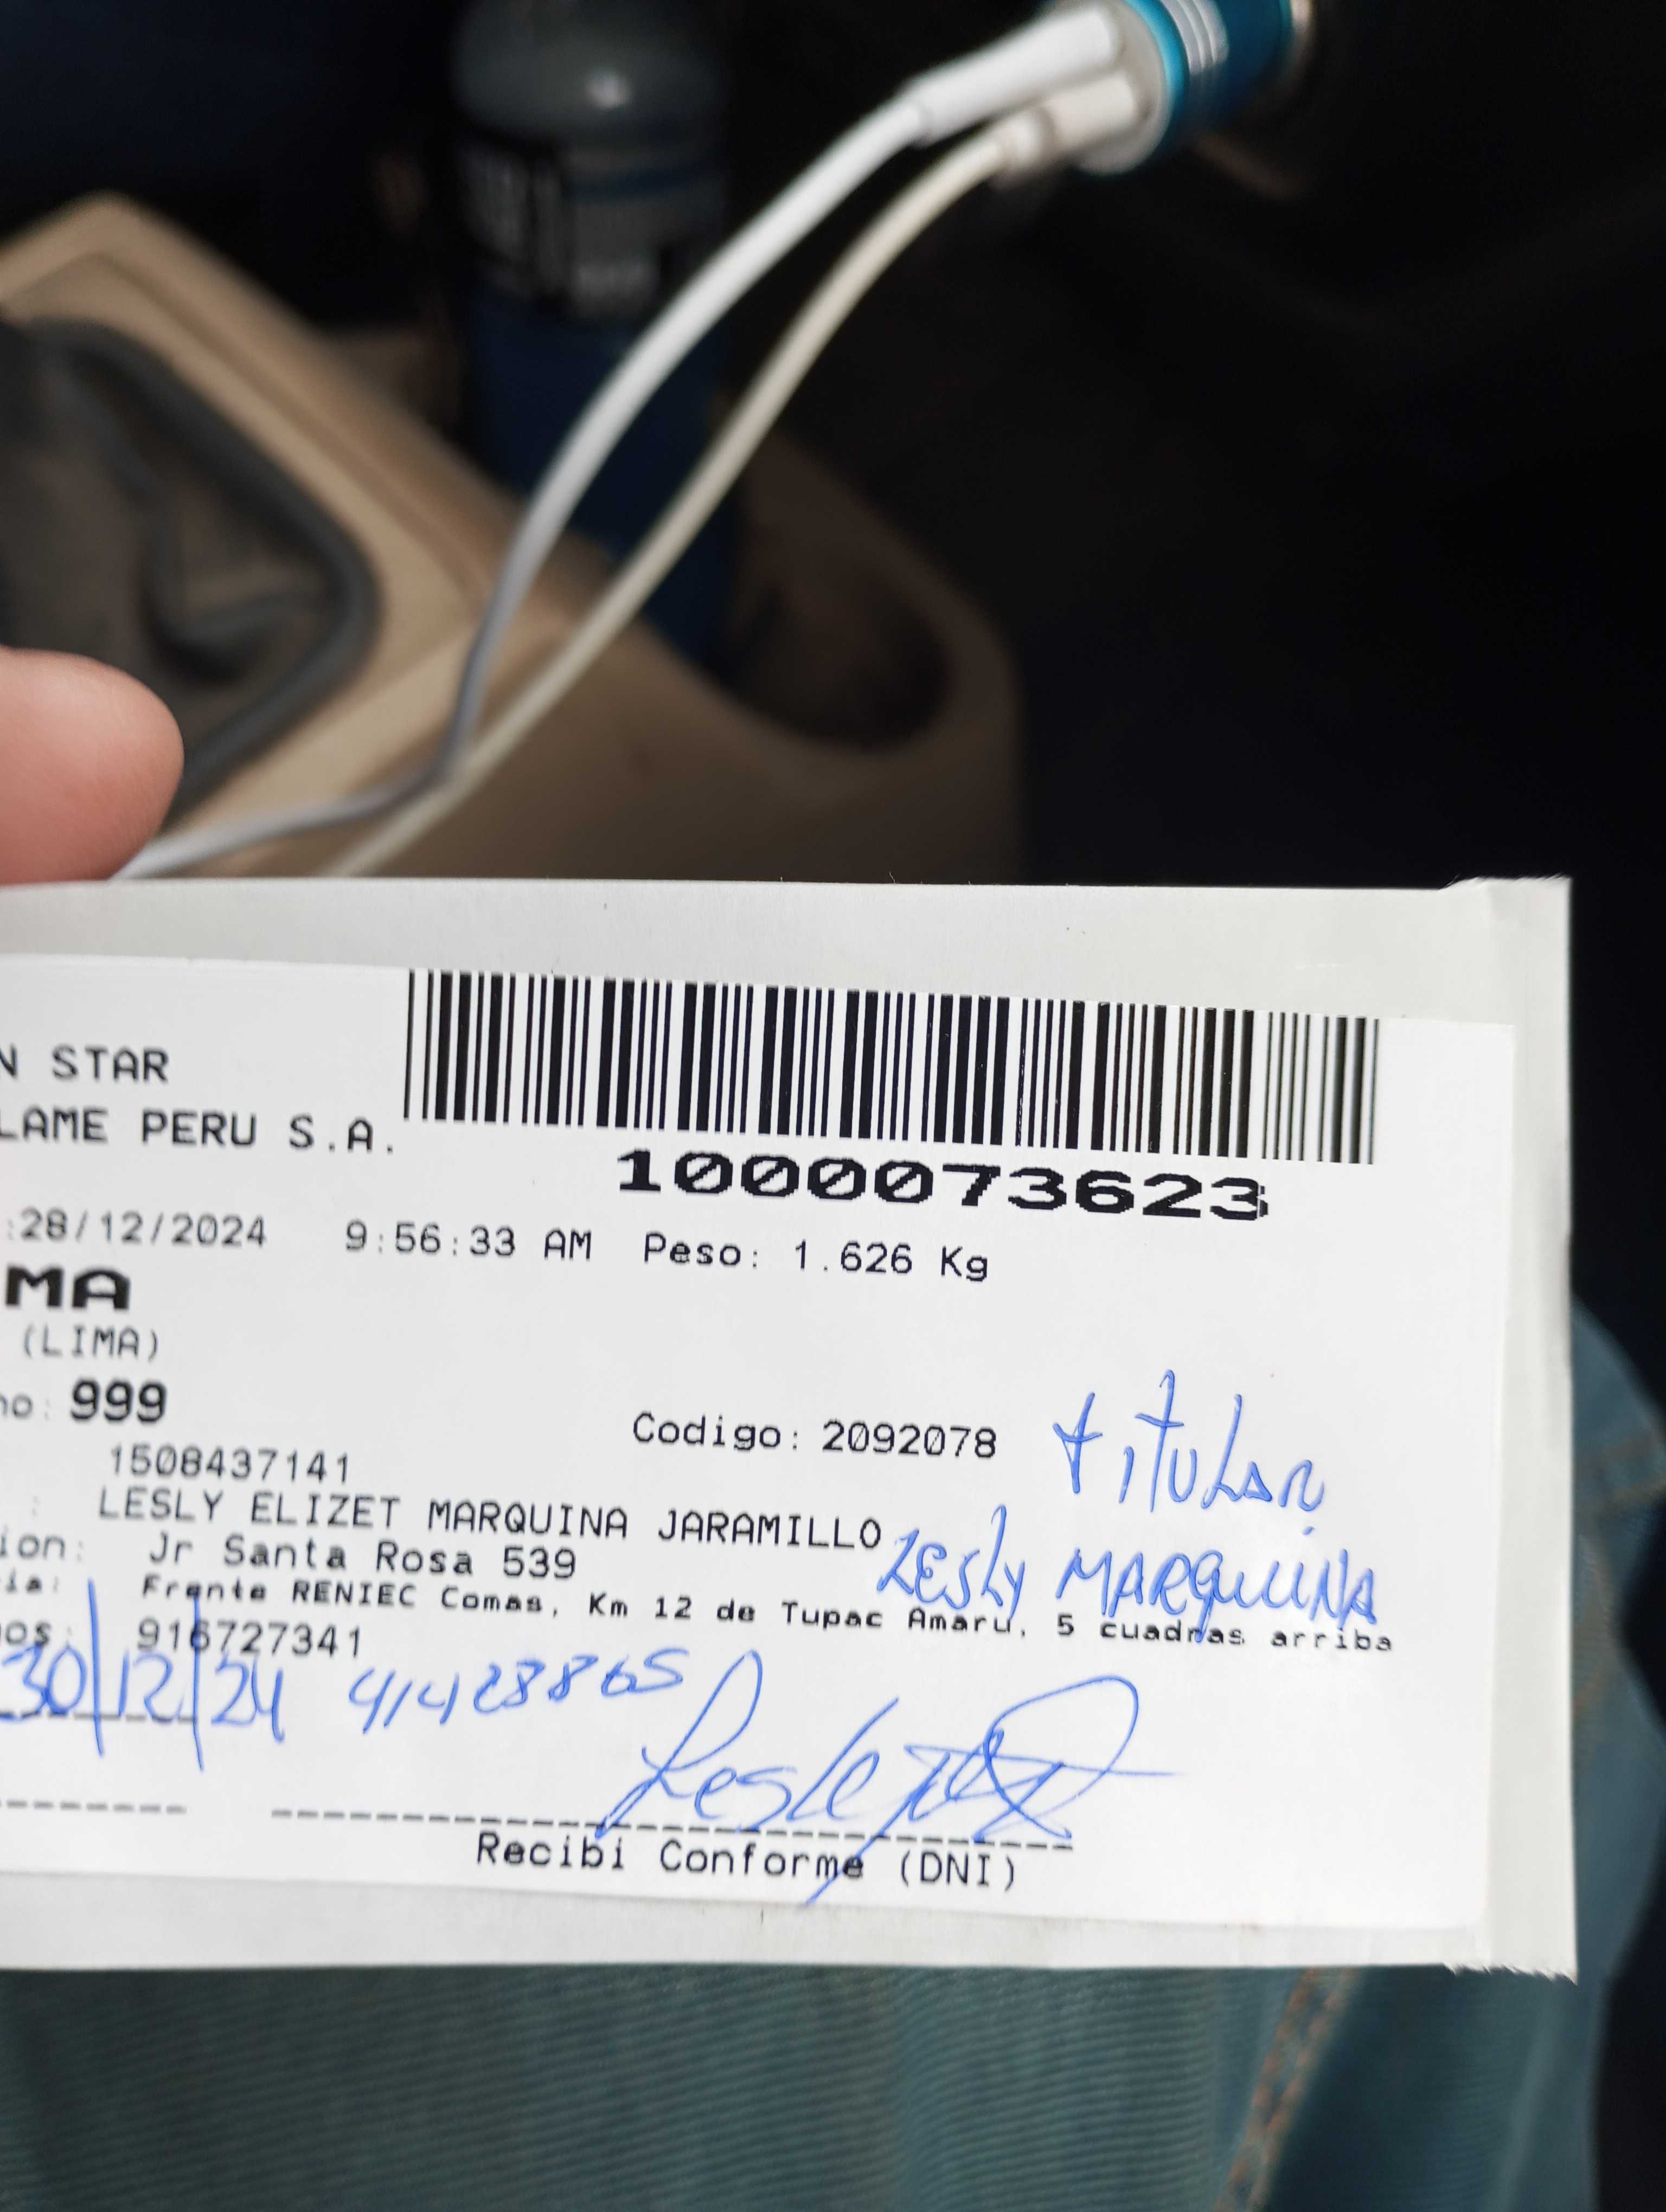 N STAR
LAME PERU S.A.
1000073623
:28/12/2024 9:56:33 AM Peso: 1.626 Kg
MA
(LIMA)
no: 999
Codigo: 2092078 titular
1508437141
: LESLY ELIZET MARQUINA JARAMILLO Lesly MARQUINA
ion: Jr Santa Rosa 539
ia: Frente RENIEC Comas, Km 12 de Tupac Amaru, 5 cuadras arriba
os: 916727341
30/12/24 41428865
Recibi Conforme (DNI)